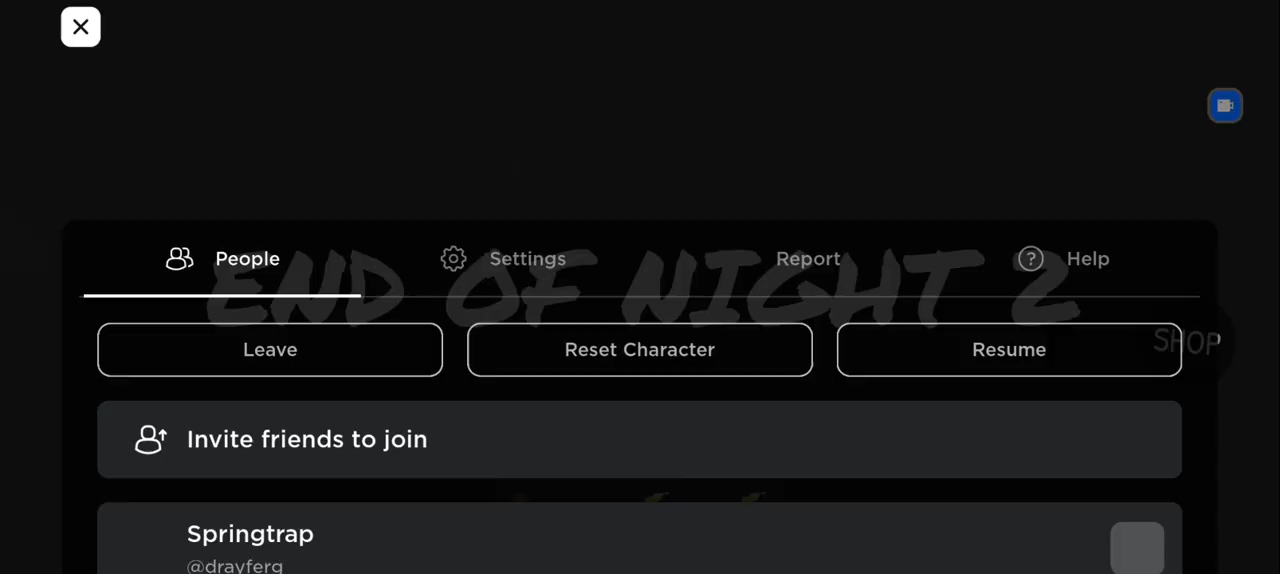 People
Settings
Report
Help
END OF NIGHT 2
Leave
Reset Character
Resume
SHOP
Invite friends to join
Springtrap
@drayferg